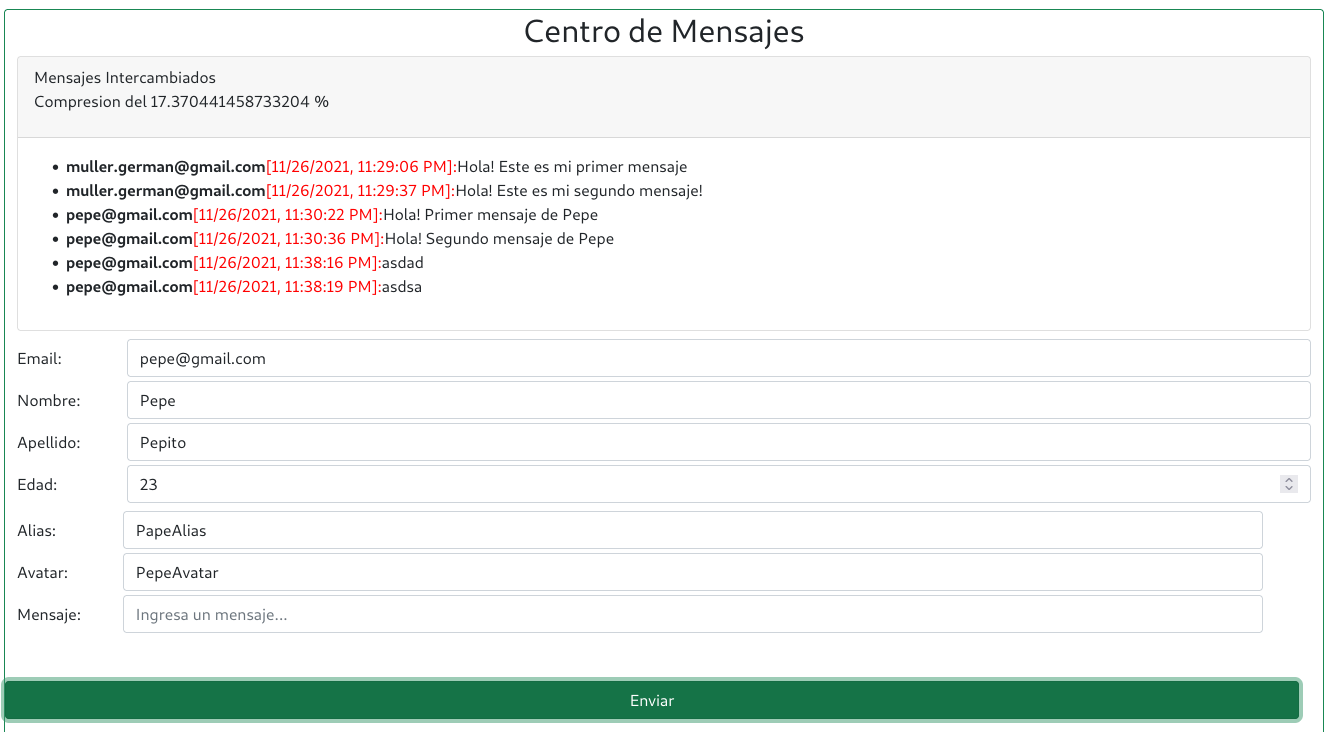 Centro de Mensajes
Mensajes Intercambiados
Compresion del 17.370441458733204 %
• muller.german@gmail.com[11/26/2021, 11:29:06 PM]:Hola! Este es mi primer mensaje
• muller.german@gmail.com[11/26/2021, 11:29:37 PM]:Hola! Este es mi segundo mensaje!
• pepe@gmail.com[11/26/2021, 11:30:22 PM]:Hola! Primer mensaje de Pepe
• pepe@gmail.com[11/26/2021, 11:30:36 PM]:Hola! Segundo mensaje de Pepe
• pepe@gmail.com[11/26/2021, 11:38:16 PM]:asdad
• pepe@gmail.com[11/26/2021, 11:38:19 PM]:asdsa
Email: pepe@gmail.com
Nombre: Pepe
Apellido: Pepito
Edad: 23
Alias: PapeAlias
Avatar: PepeAvatar
Mensaje: Ingresa un mensaje...
Enviar